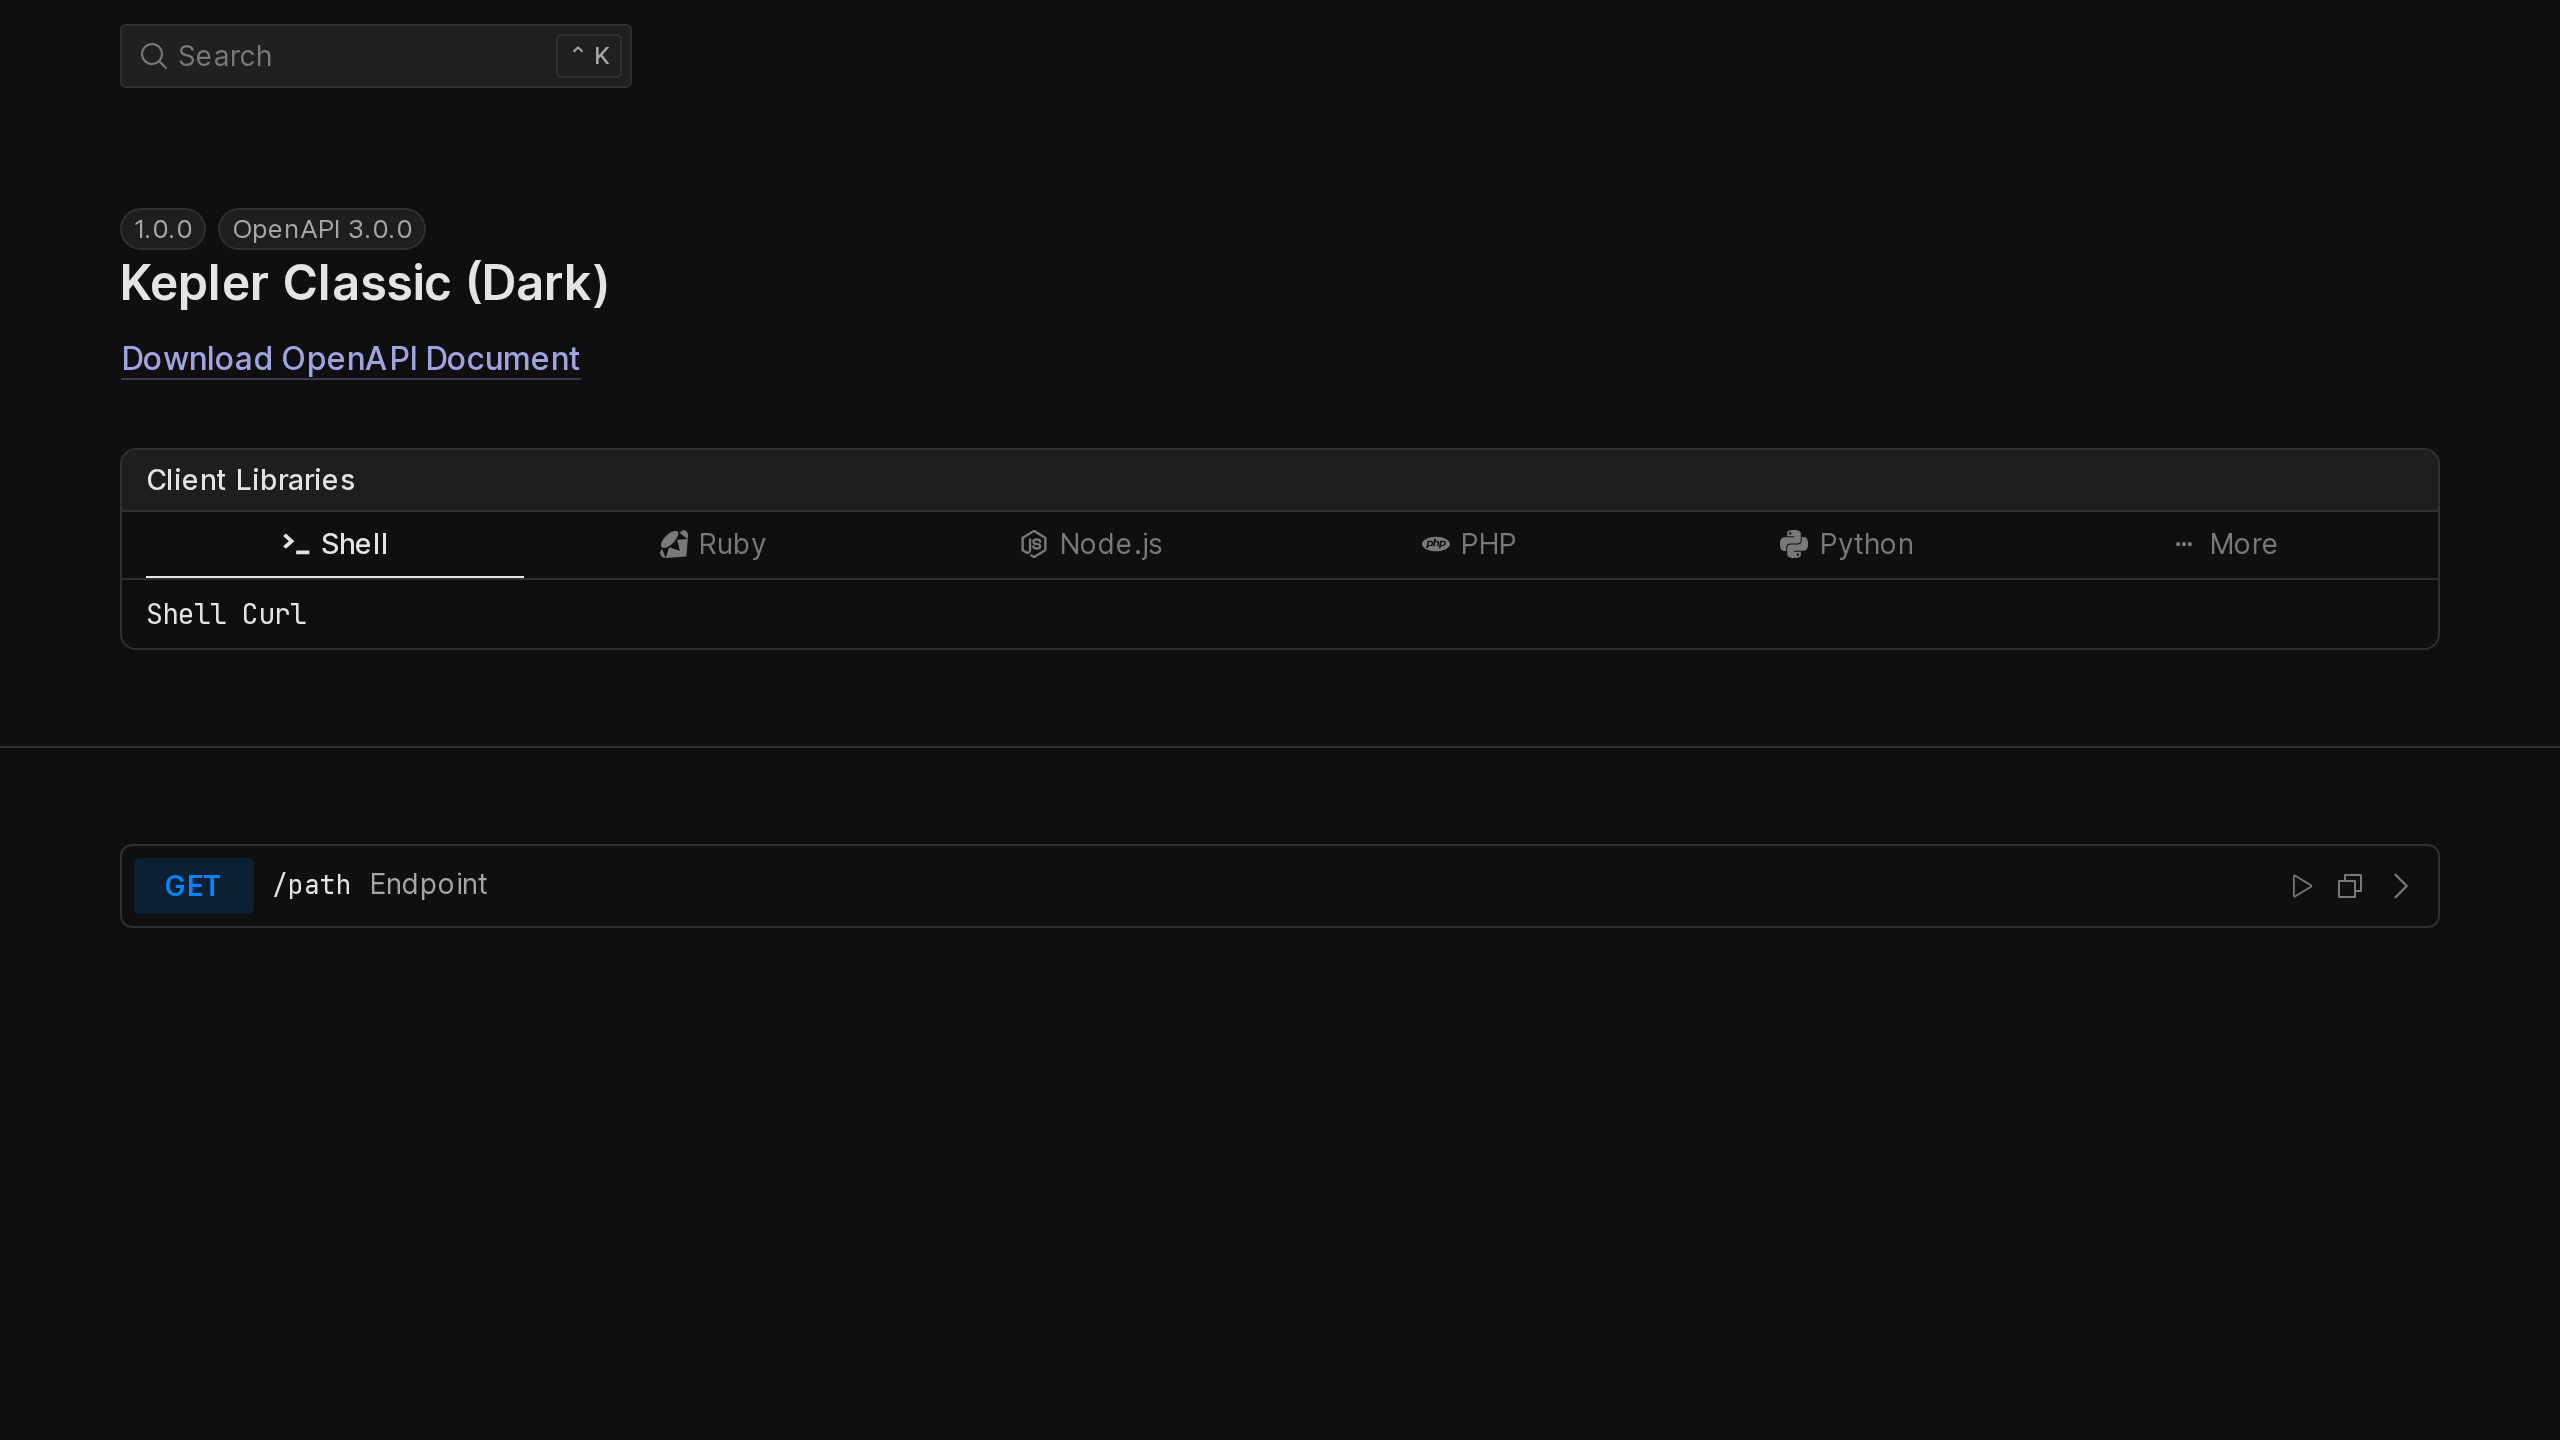 Search ⌃ K
1.0.0 OpenAPI 3.0.0
Kepler Classic (Dark)
Download OpenAPI Document
Client Libraries
Shell Ruby Node.js PHP Python More
Shell Curl
GET /path Endpoint